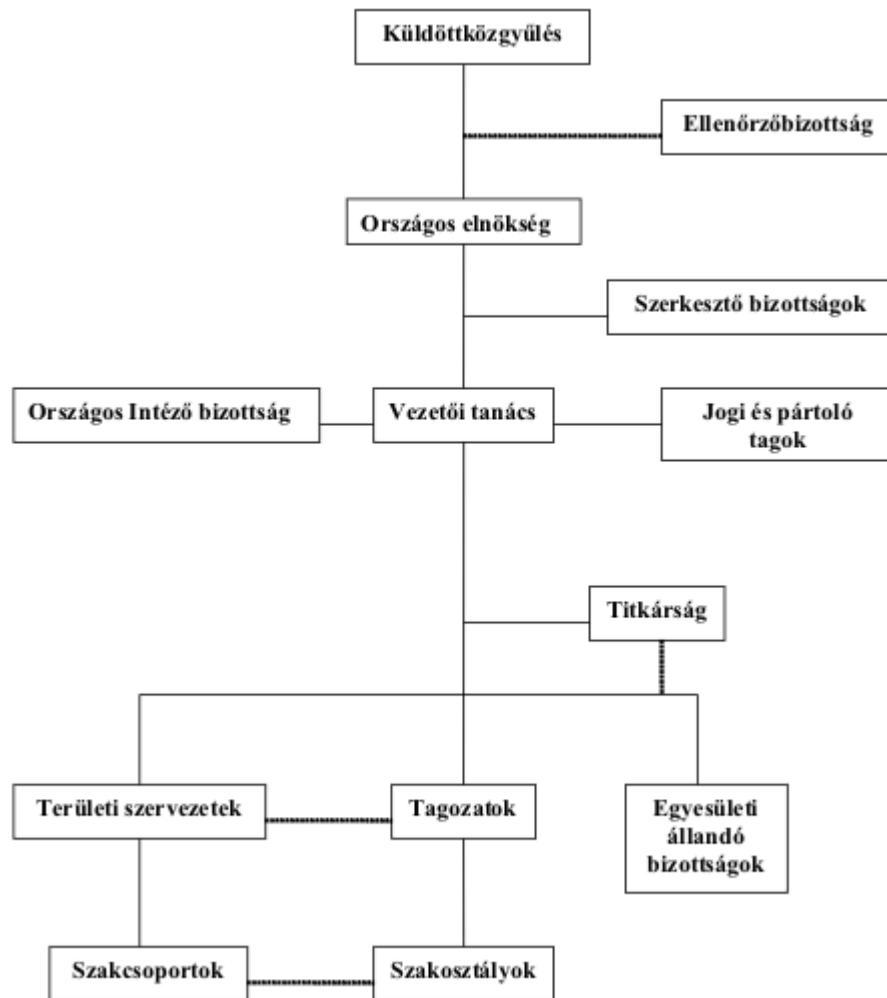 Küldöttközgyűlés
Ellenőrzőbizottság
Országos elnökség
Szerkesztő bizottságok
Országos Intéző bizottság
Vezetői tanács
Jogi és pártoló
tagok
Titkárság
Területi szervezetek
Tagozatok
Egyesületi
állandó
bizottságok
Szakcsoportok
Szakosztályok